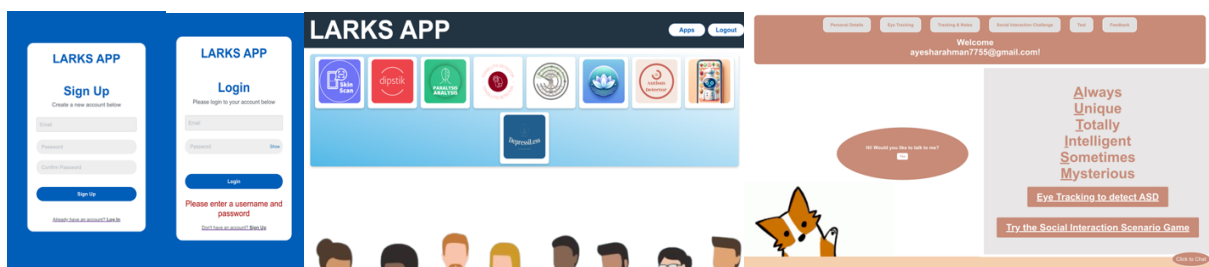 LARKS APP
Sign Up
Create a new account below
Email
Password
Confirm Password
Sign Up
Already have an account? Log In
LARKS APP
Login
Please login to your account below
Email
Password
Show
Login
Please enter a username and
password
Don't have an account? Sign Up
LARKS APP
Apps
Logout
Skin
Scan
dipstik
PARALYSIS
ANALYSIS
Autism
Detector
DepressLess
Personal Details
Eye Tracking
Tracking & Notes
Social Interaction Challenge
Test
Feedback
Welcome
ayesharahman7755@gmail.com!
Hi! Would you like to talk to me?
Always
Unique
Totally
Intelligent
Sometimes
Mysterious
Eye Tracking to detect ASD
Try the Social Interaction Scenario Game
Click to Chat